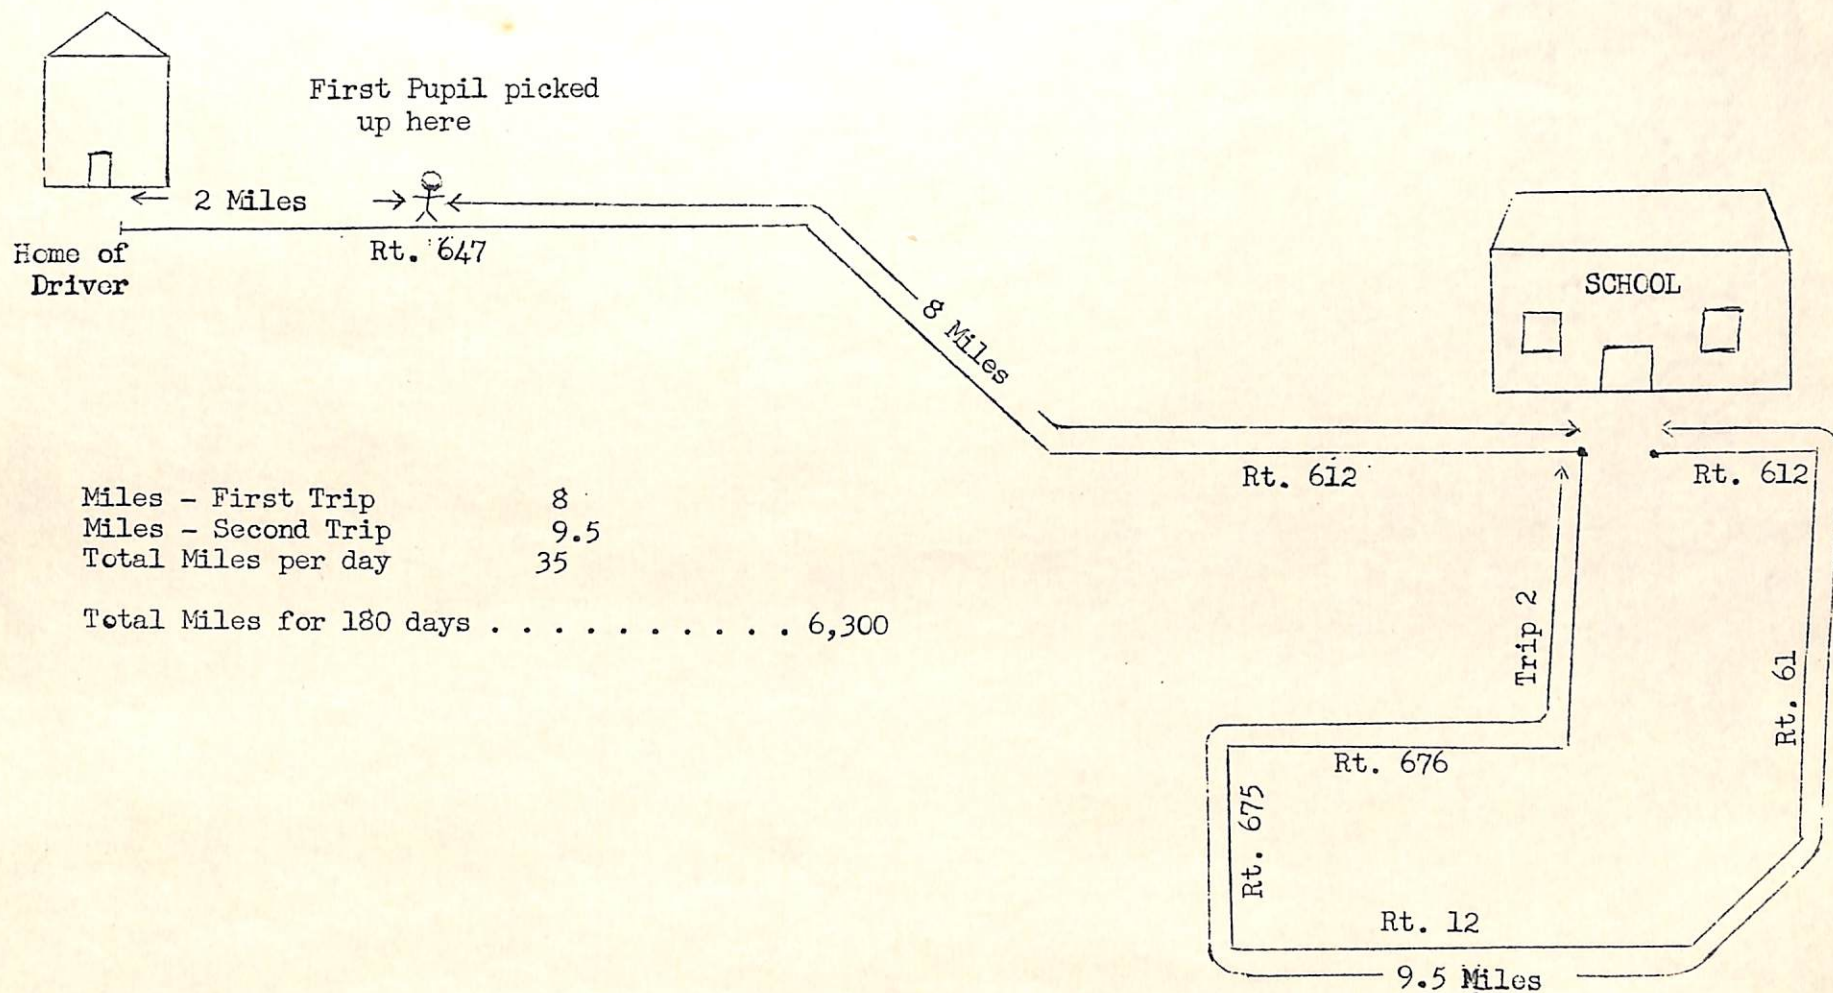 First Pupil picked
up here
2 Miles
Home of
Driver
Rt. 647
8 Miles
SCHOOL
Rt. 612
Rt. 612
Miles - First Trip 8
Miles - Second Trip 9.5
Total Miles per day 35
Total Miles for 180 days . . . . . . . . . . . 6,300
Trip 2
Rt. 61
Rt. 676
Rt. 675
Rt. 12
9.5 Miles